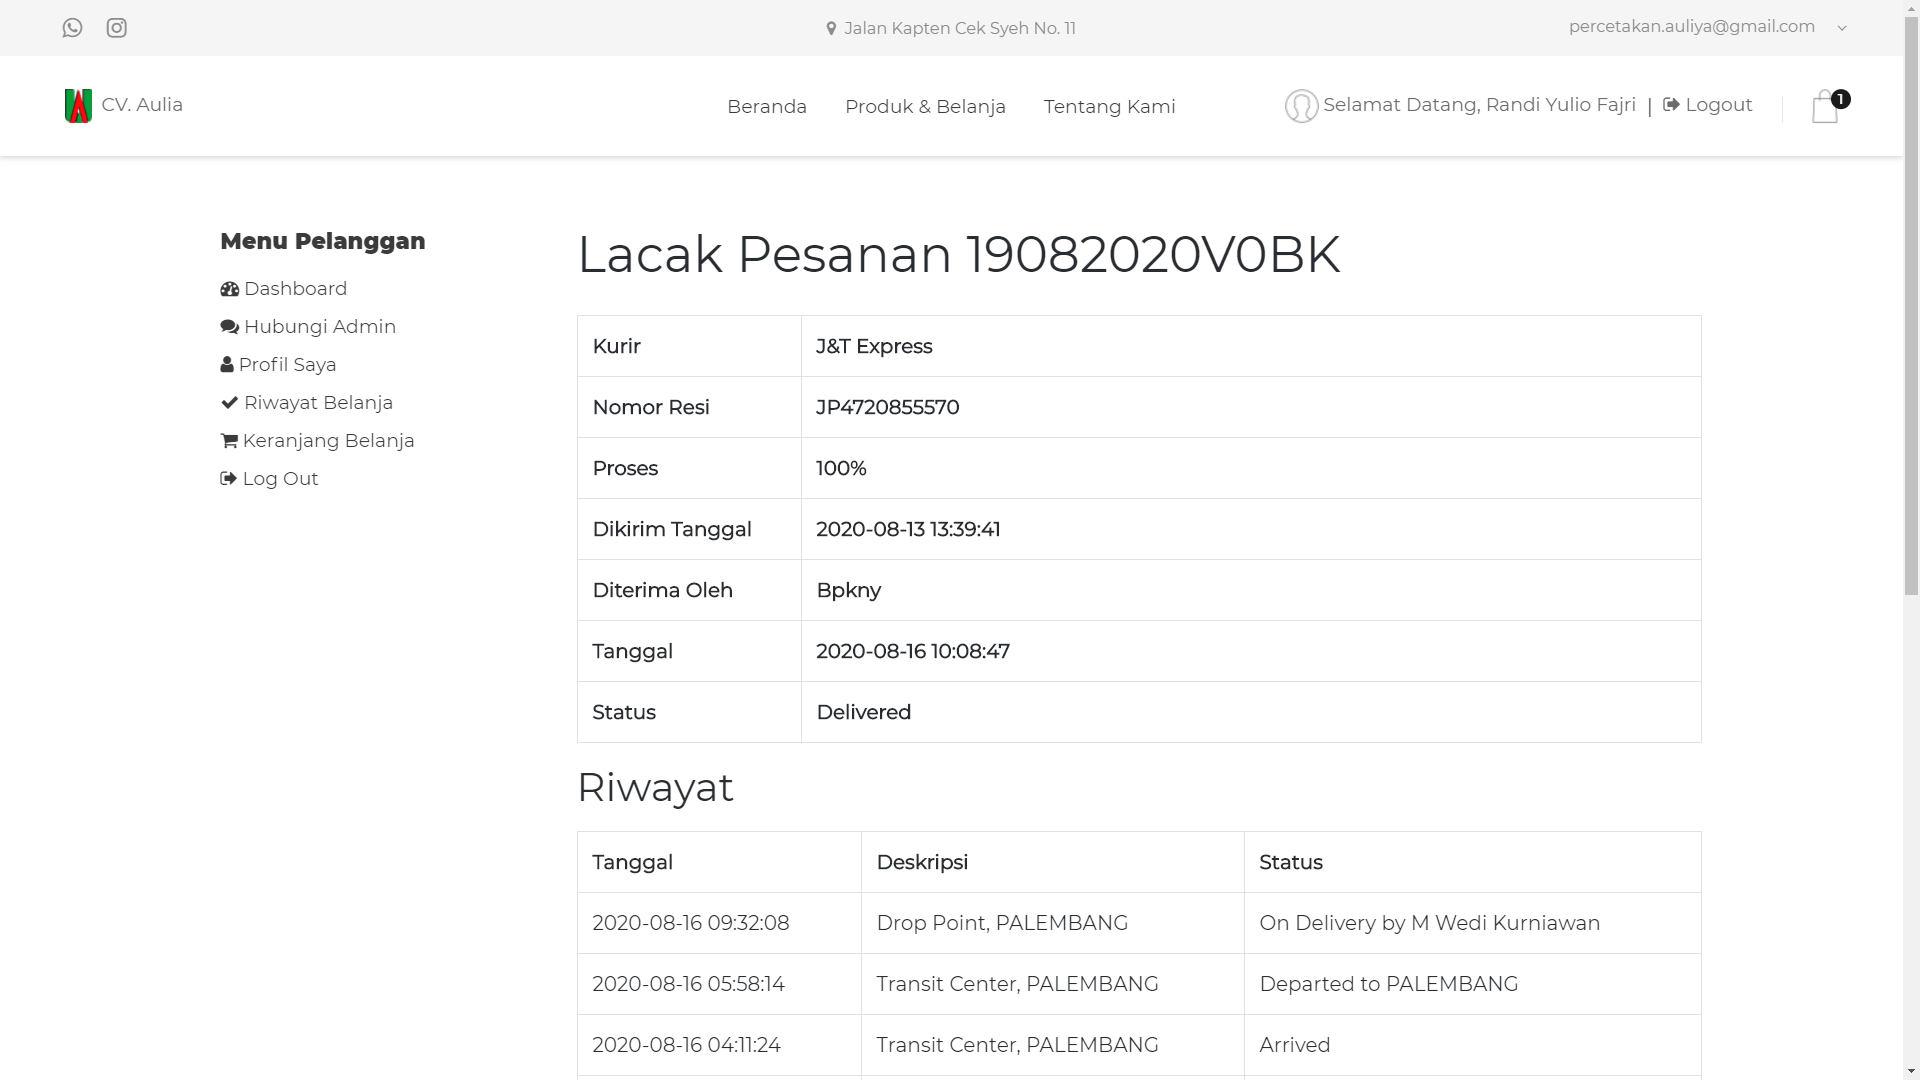 Jalan Kapten Cek Syeh No. 11
percetakan.auliya@gmail.com
CV. Aulia
Beranda
Produk & Belanja
Tentang Kami
Selamat Datang, Randi Yulio Fajri | Logout
1
Menu Pelanggan
Dashboard
Hubungi Admin
Profil Saya
Riwayat Belanja
Keranjang Belanja
Log Out
Lacak Pesanan 19082020V0BK
Kurir J&T Express
Nomor Resi JP4720855570
Proses 100%
Dikirim Tanggal 2020-08-13 13:39:41
Diterima Oleh Bpkny
Tanggal 2020-08-16 10:08:47
Status Delivered
Riwayat
Tanggal Deskripsi Status
2020-08-16 09:32:08 Drop Point, PALEMBANG On Delivery by M Wedi Kurniawan
2020-08-16 05:58:14 Transit Center, PALEMBANG Departed to PALEMBANG
2020-08-16 04:11:24 Transit Center, PALEMBANG Arrived